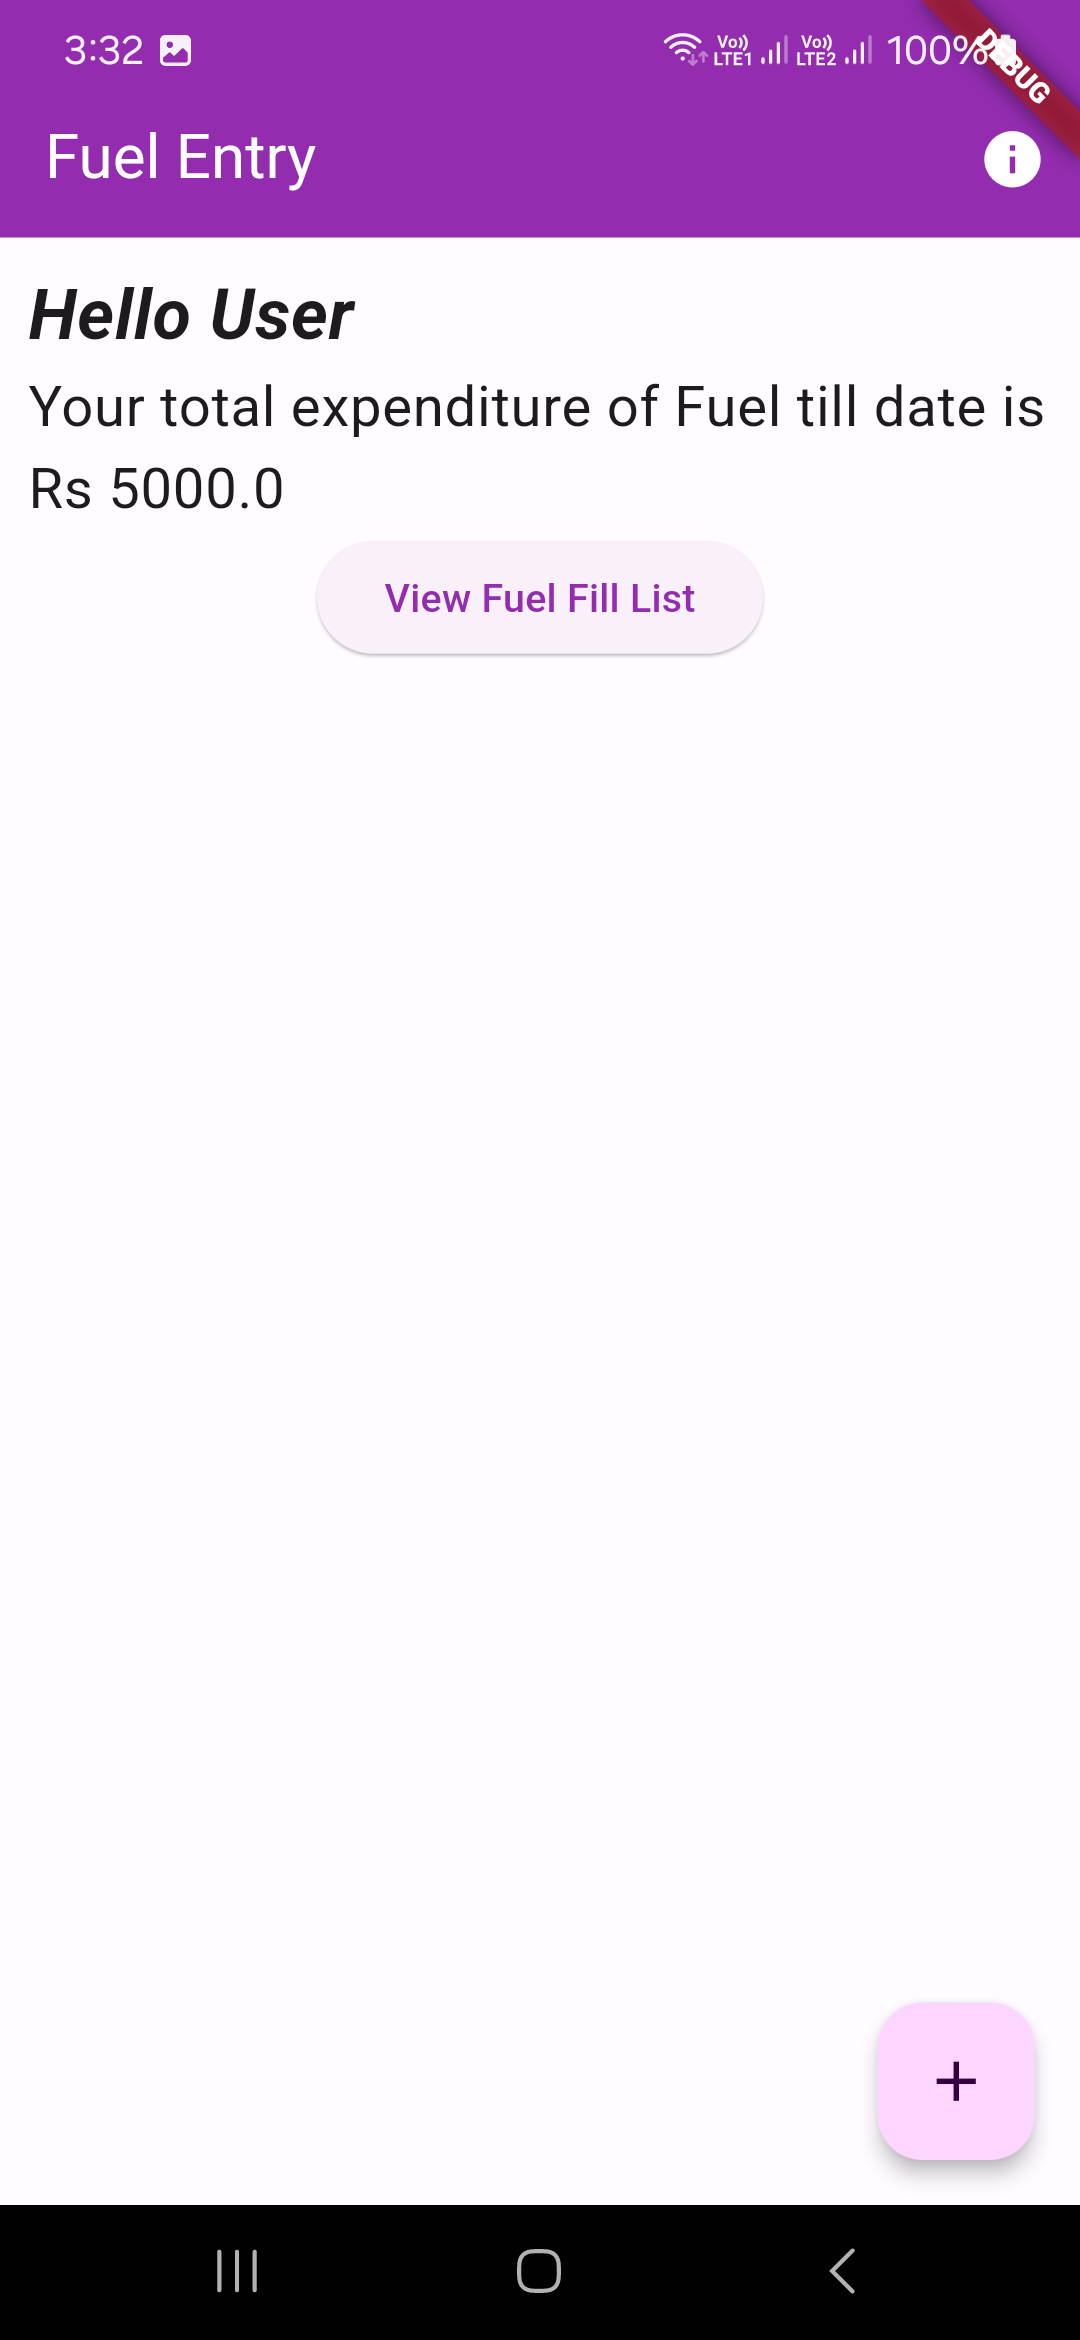 3:32
Vo)) LTE1 Vo)) LTE2 100%
DEBUG
Fuel Entry
Hello User
Your total expenditure of Fuel till date is
Rs 5000.0
View Fuel Fill List